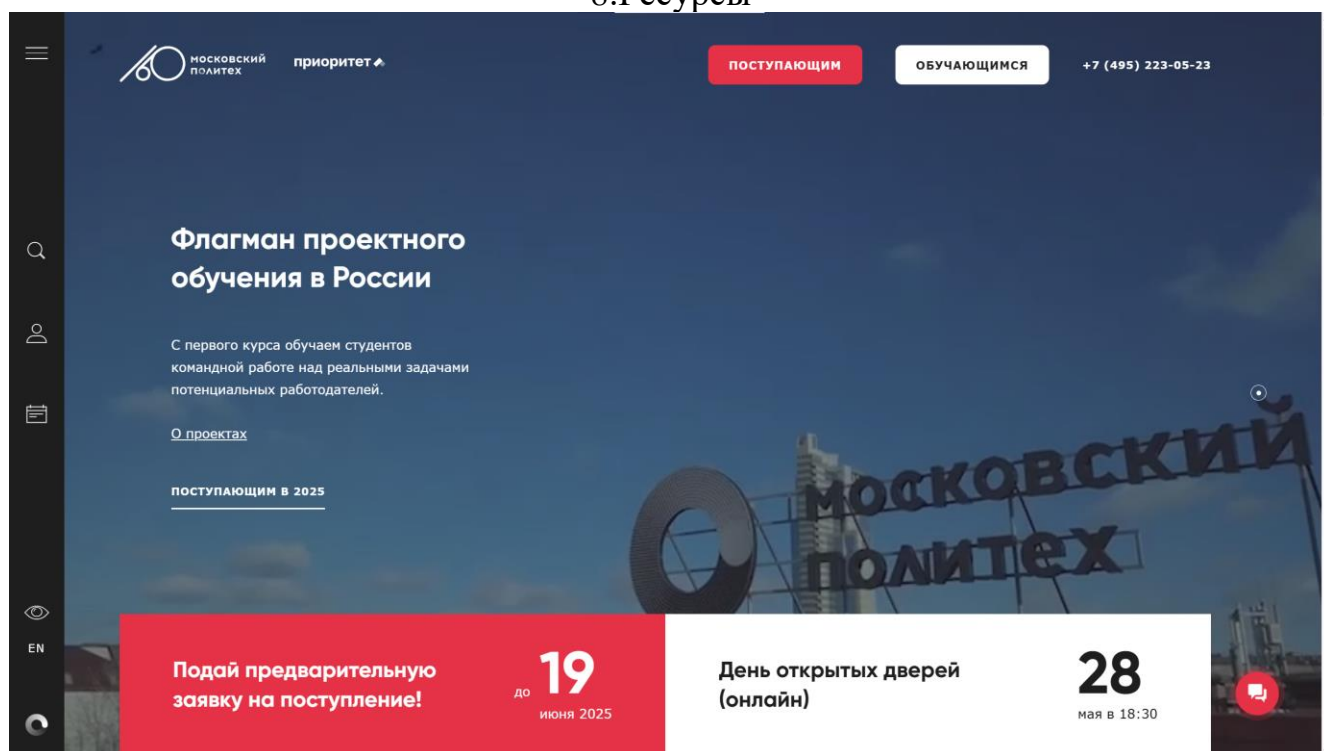 6.Ресурсы
московский
политех
приоритет
ПОСТУПАЮЩИМ
ОБУЧАЮЩИМСЯ
+7 (495) 223-05-23
Флагман проектного
обучения в России
С первого курса обучаем студентов
командной работе над реальными задачами
потенциальных работодателей.
О проектах
ПОСТУПАЮЩИМ В 2025
московский
политех
EN
Подай предварительную
заявку на поступление!
до 19
июня 2025
День открытых дверей
(онлайн)
28
мая в 18:30